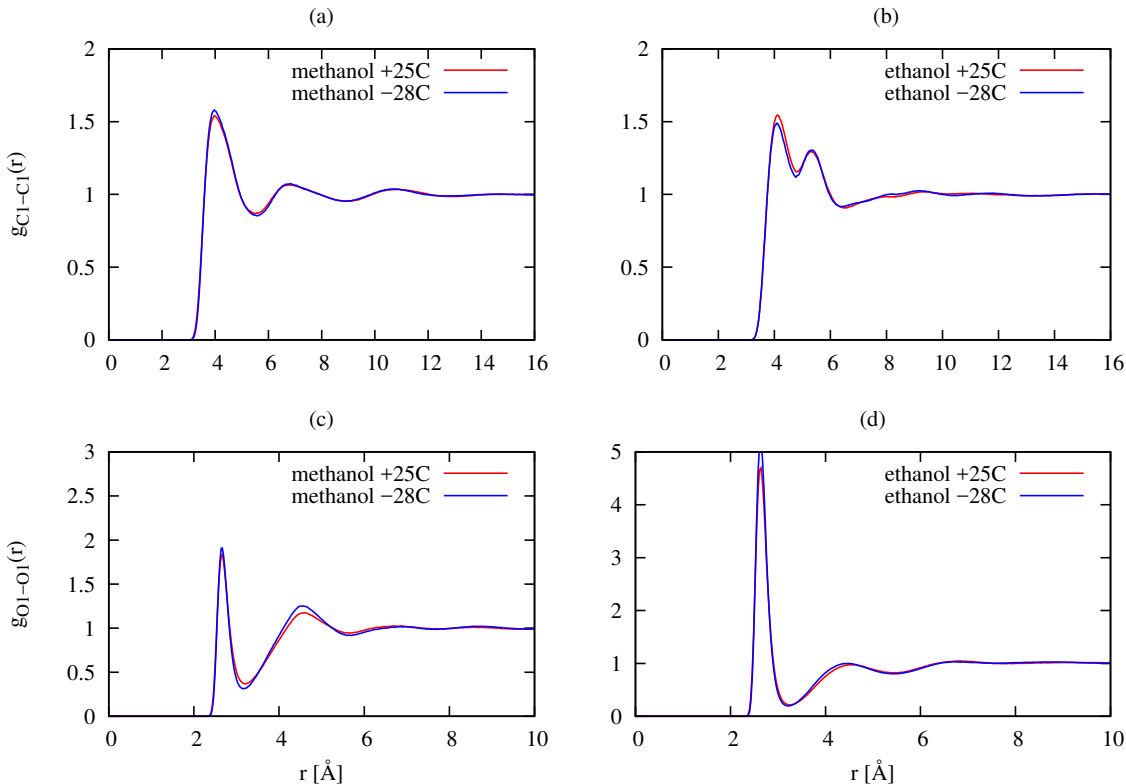 (a)
(b)
g_{C1–C1}(r)
2
1.5
1
0.5
0
methanol +25C
methanol −28C
0 2 4 6 8 10 12 14 16
2
1.5
1
0.5
0
ethanol +25C
ethanol −28C
0 2 4 6 8 10 12 14 16
(c)
(d)
g_{O1–O1}(r)
3
2.5
2
1.5
1
0.5
0
methanol +25C
methanol −28C
0 2 4 6 8 10
r [Å]
5
4
3
2
1
0
ethanol +25C
ethanol −28C
0 2 4 6 8 10
r [Å]